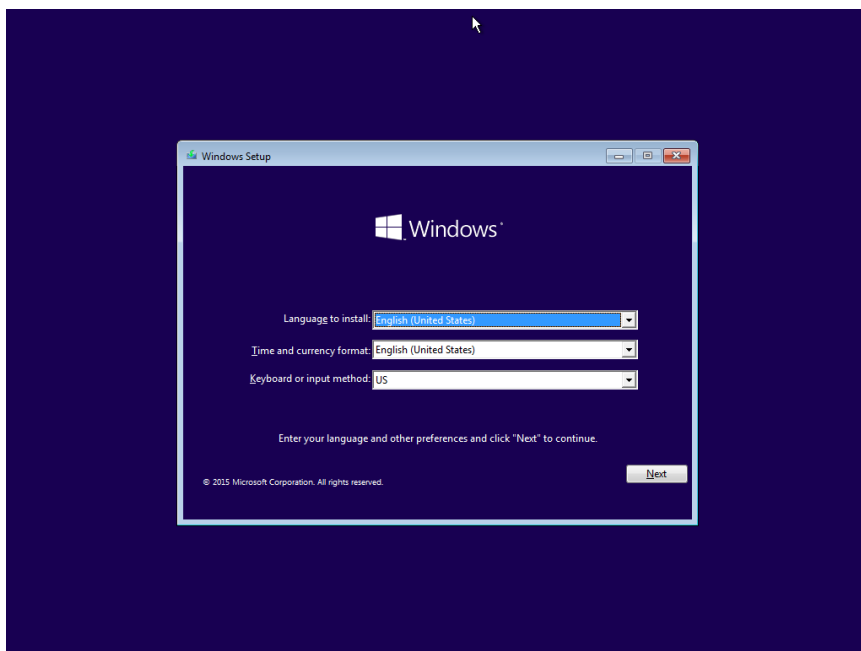 Windows Setup
Windows
Language to install: English (United States)
Time and currency format: English (United States)
Keyboard or input method: US
Enter your language and other preferences and click "Next" to continue.
Next
© 2015 Microsoft Corporation. All rights reserved.